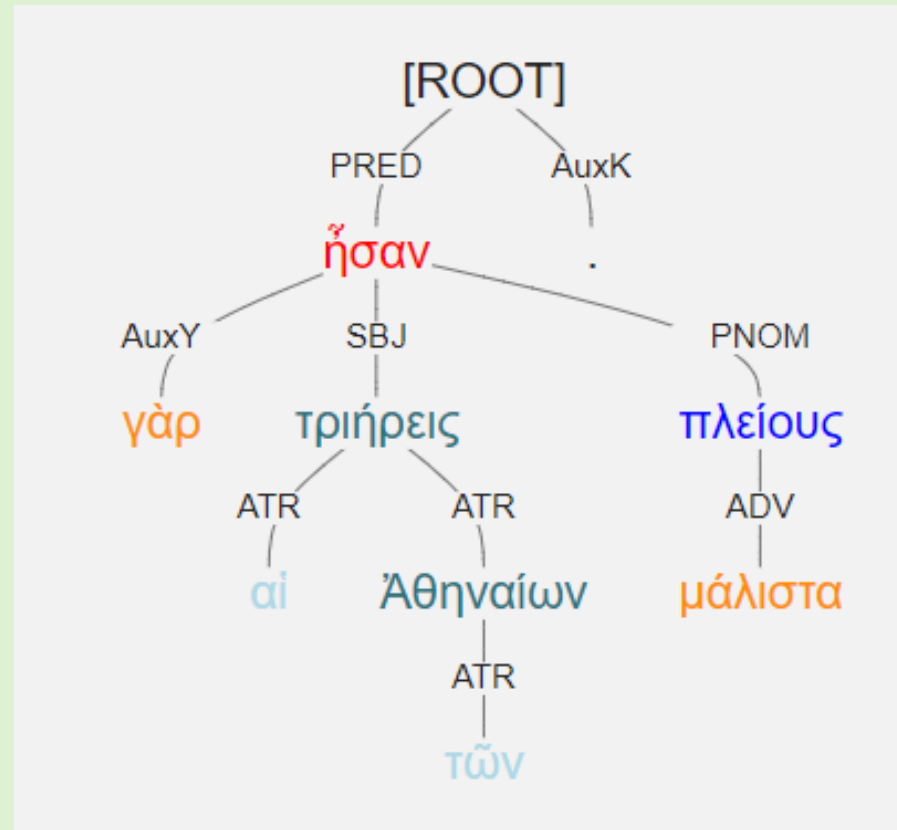 [ROOT]
PRED AuxK
ἦσαν .
AuxY SBJ PNOM
γὰρ τριήρεις πλείους
ATR ATR ADV
αἱ Ἀθηναίων μάλιστα
ATR
τῶν